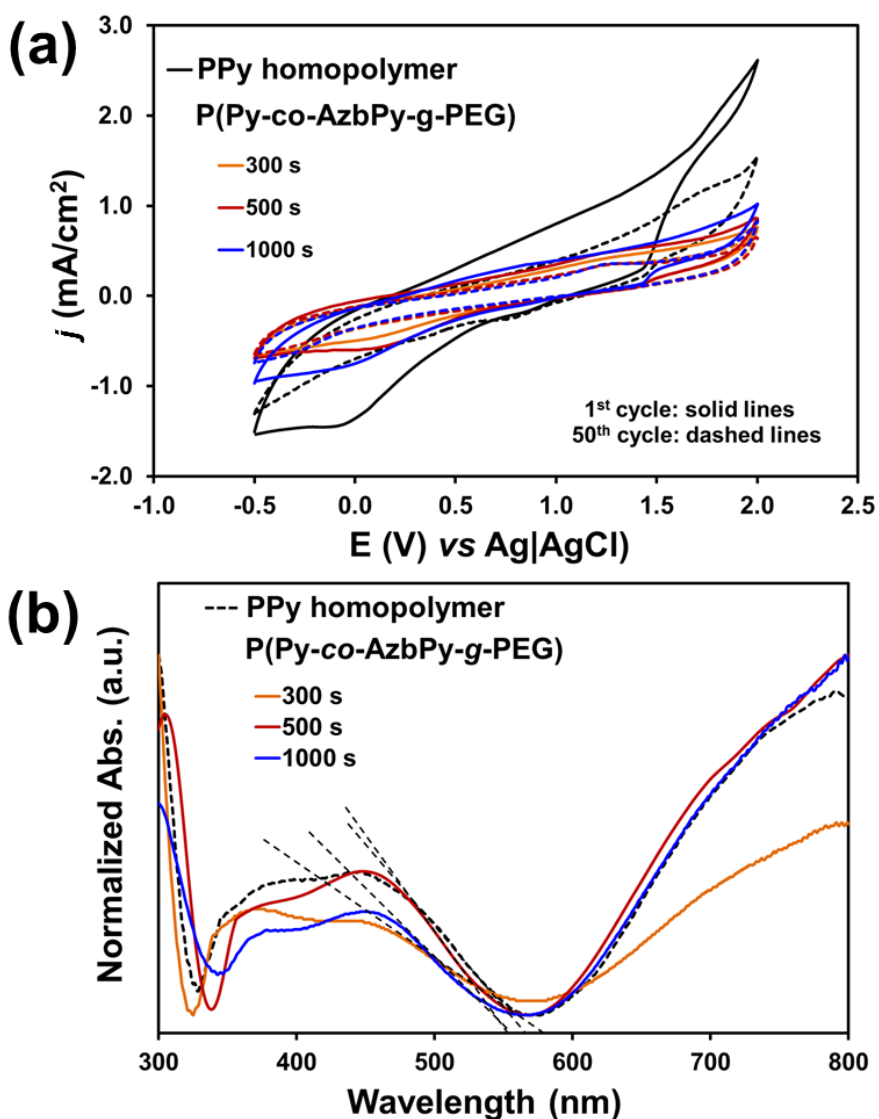 (a)
3.0
2.0
1.0
0.0
-1.0
-2.0
j (mA/cm²)
PPy homopolymer
P(Py-co-AzbPy-g-PEG)
300 s
500 s
1000 s
1st cycle: solid lines
50th cycle: dashed lines
-1.0 -0.5 0.0 0.5 1.0 1.5 2.0 2.5
E (V) vs Ag|AgCl)
(b)
Normalized Abs. (a.u.)
PPy homopolymer
P(Py-co-AzbPy-g-PEG)
300 s
500 s
1000 s
300 400 500 600 700 800
Wavelength (nm)